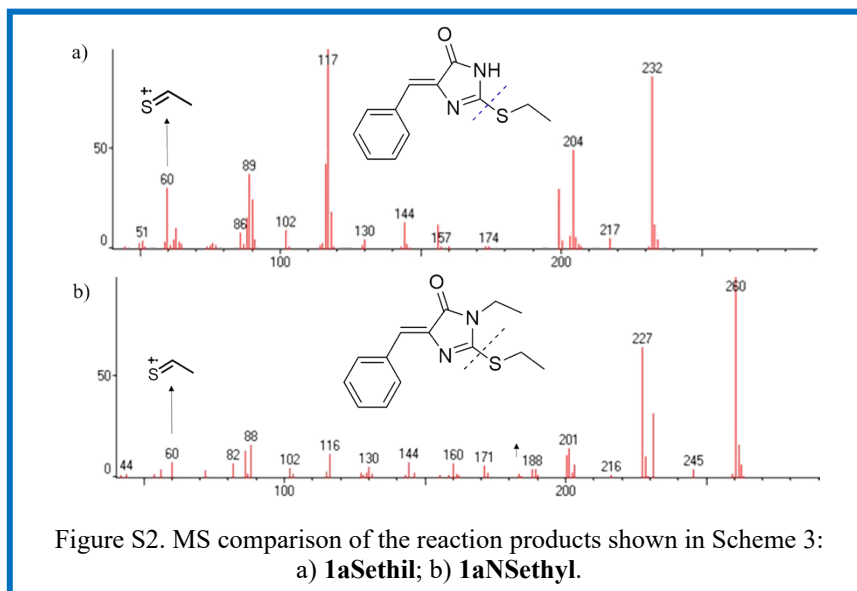 a)
117
232
O
NH
N
S
+·
S
50
204
89
60
86
102
144
51
130
157
174
217
0
100
200
b)
260
O
N
N
S
+·
S
227
50
88
116
201
60
82
102
130
144
160
171
188
44
216
245
0
100
200
Figure S2. MS comparison of the reaction products shown in Scheme 3:
a) 1aSethil; b) 1aNSethyl.